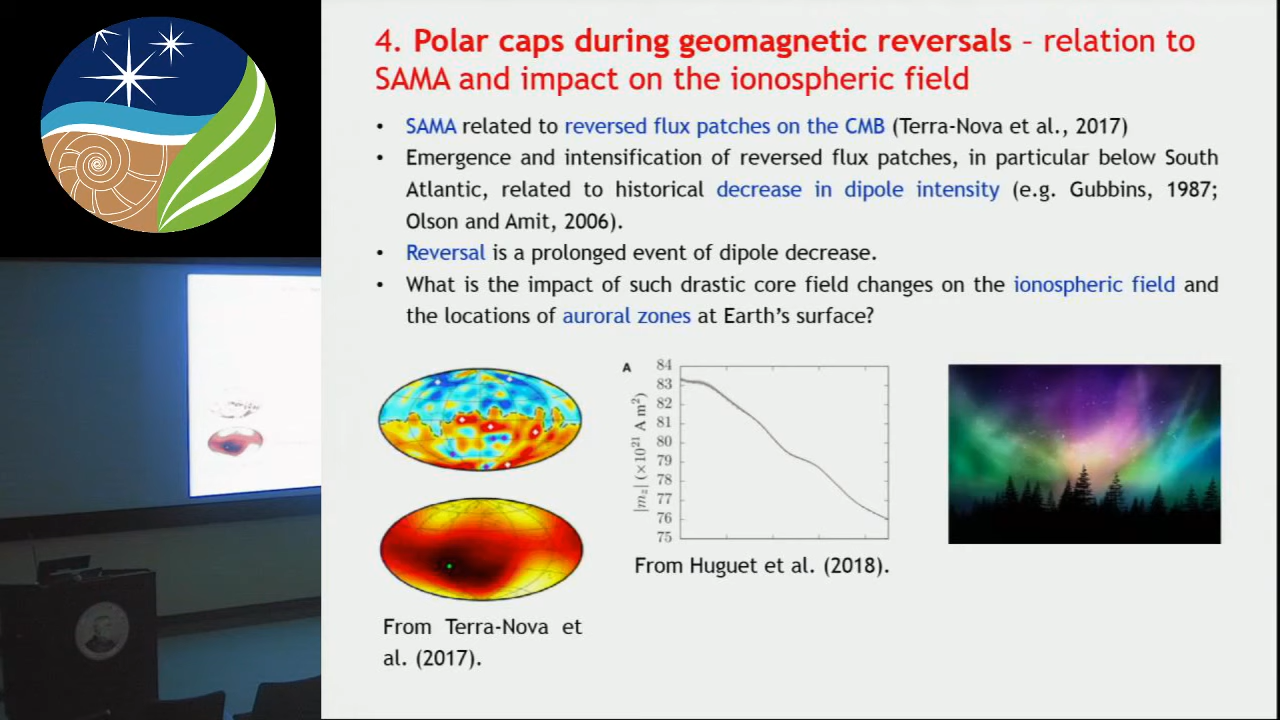 4. Polar caps during geomagnetic reversals – relation to
SAMA and impact on the ionospheric field
• SAMA related to reversed flux patches on the CMB (Terra-Nova et al., 2017)
• Emergence and intensification of reversed flux patches, in particular below South
Atlantic, related to historical decrease in dipole intensity (e.g. Gubbins, 1987;
Olson and Amit, 2006).
• Reversal is a prolonged event of dipole decrease.
• What is the impact of such drastic core field changes on the ionospheric field and
the locations of auroral zones at Earth's surface?
A
|m_z| (×10²¹ A m²)
84
83
82
81
80
79
78
77
76
75
From Huguet et al. (2018).
From Terra-Nova et
al. (2017).